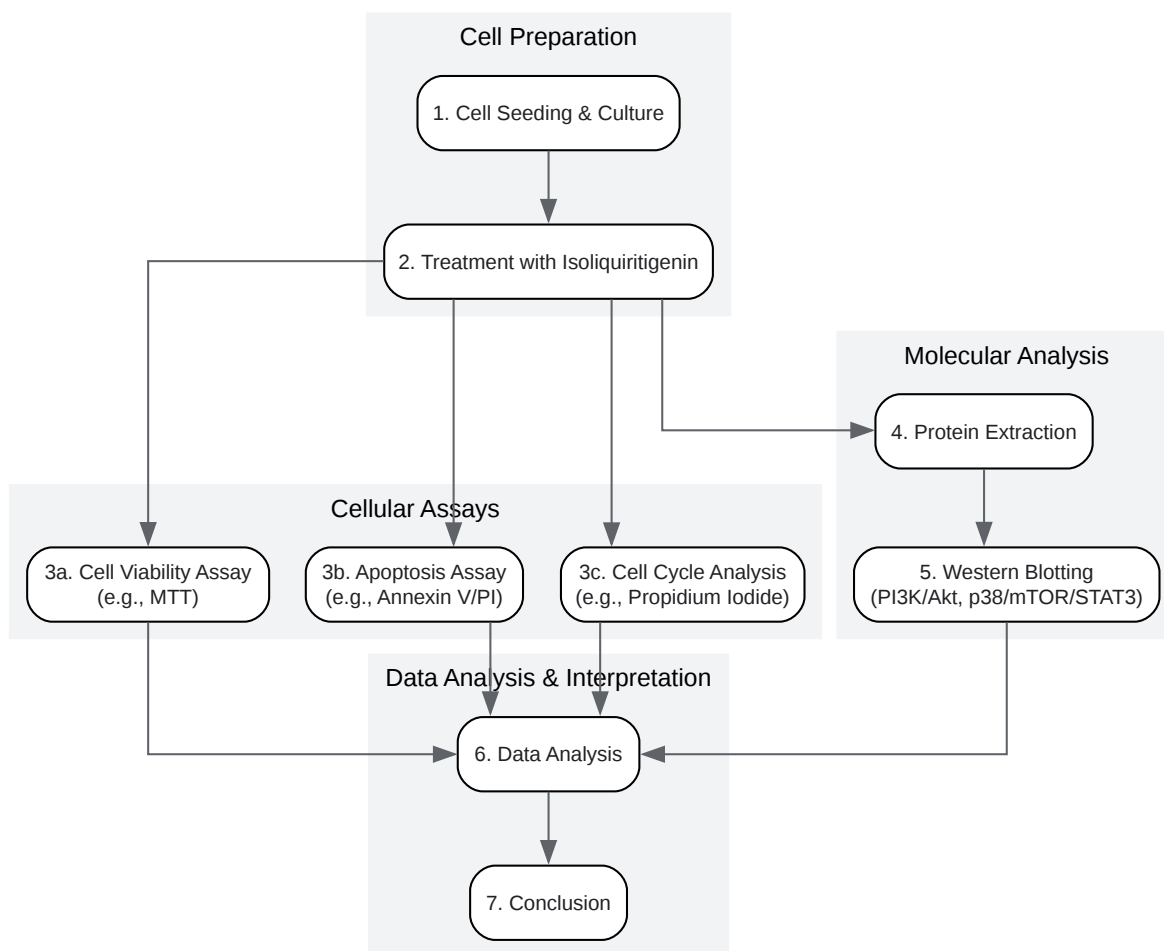 Cell Preparation
1. Cell Seeding & Culture
2. Treatment with Isoliquiritigenin
Molecular Analysis
4. Protein Extraction
Cellular Assays
3a. Cell Viability Assay
(e.g., MTT)
3b. Apoptosis Assay
(e.g., Annexin V/PI)
3c. Cell Cycle Analysis
(e.g., Propidium Iodide)
5. Western Blotting
(PI3K/Akt, p38/mTOR/STAT3)
Data Analysis & Interpretation
6. Data Analysis
7. Conclusion